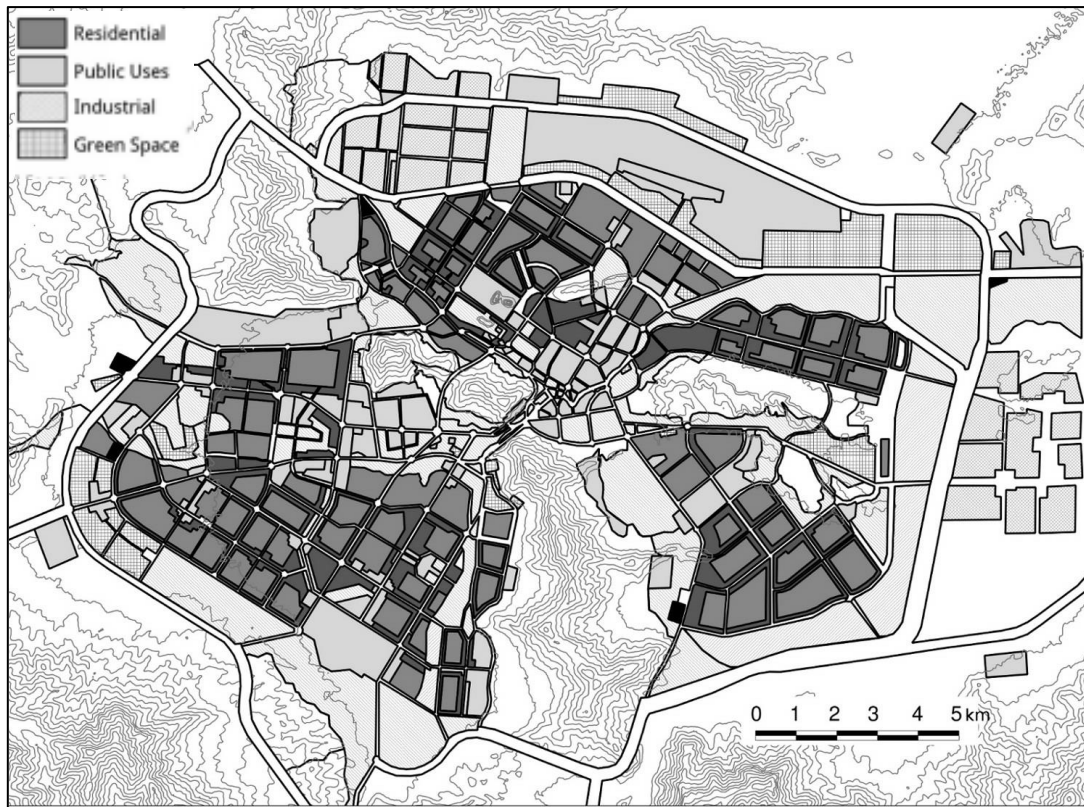 Residential
Public Uses
Industrial
Green Space
0 1 2 3 4 5 km